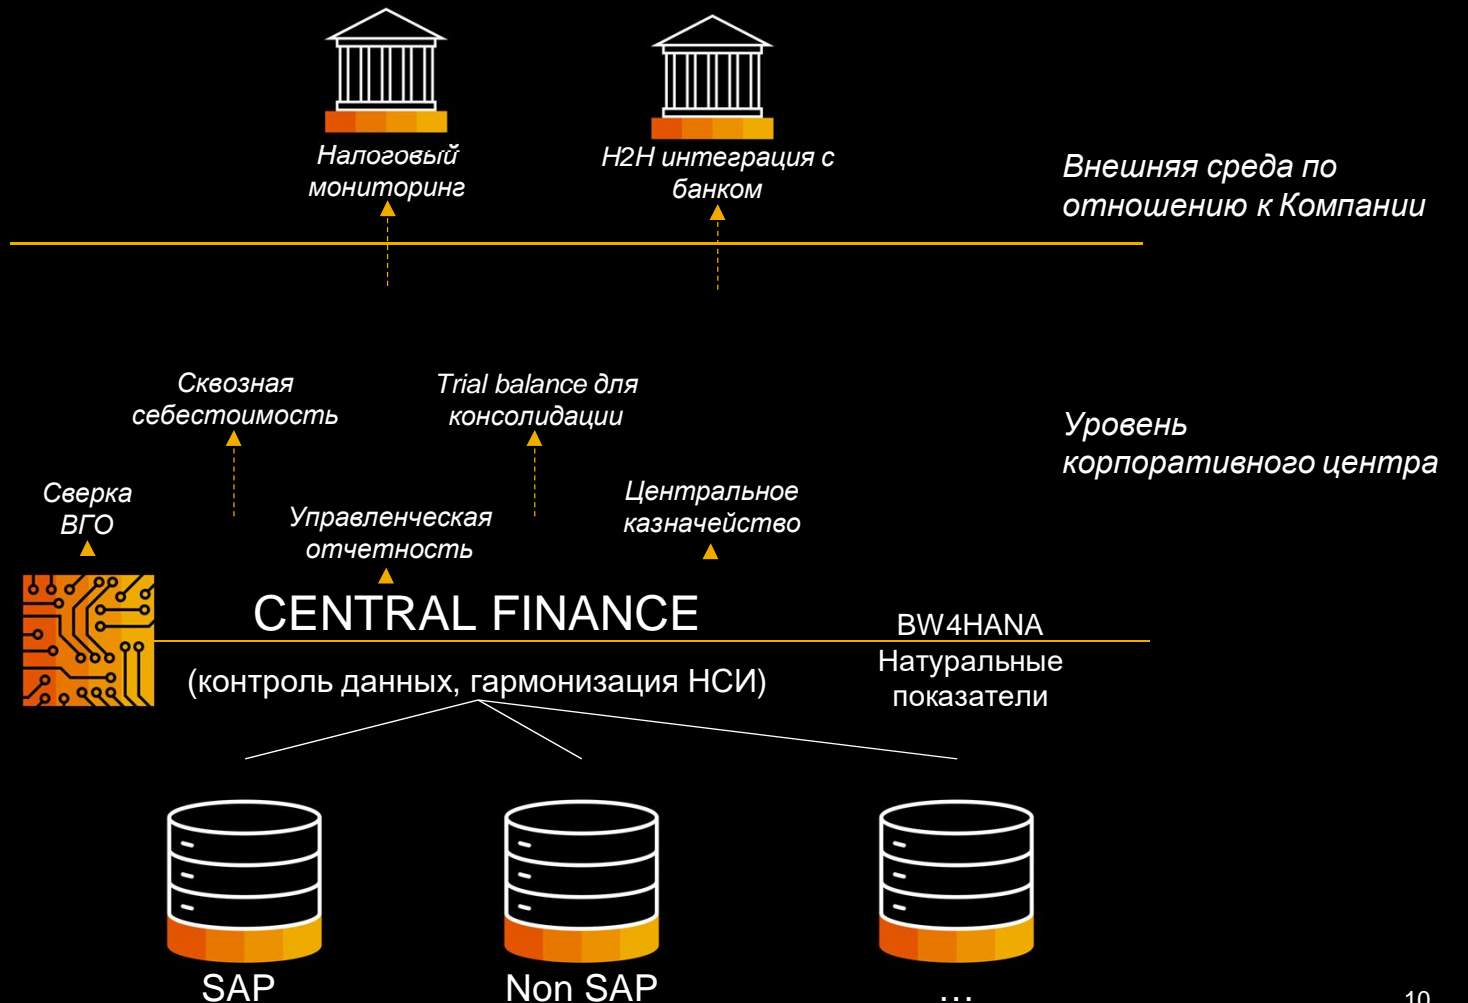 Налоговый
мониторинг
H2H интеграция с
банком
Внешняя среда по
отношению к Компании
Сквозная
себестоимость
Trial balance для
консолидации
Уровень
корпоративного центра
Сверка
ВГО
Управленческая
отчетность
Центральное
казначейство
CENTRAL FINANCE
(контроль данных, гармонизация НСИ)
BW4HANA
Натуральные
показатели
SAP
Non SAP
...
10